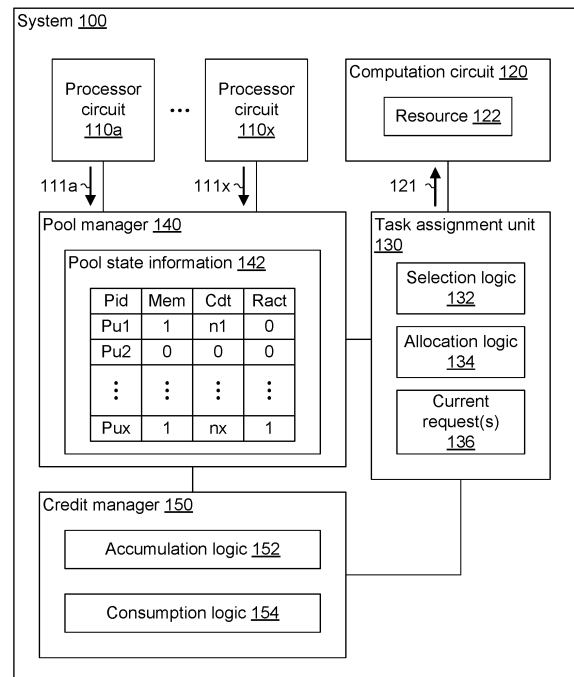 System 100
Processor circuit 110a
...
Processor circuit 110x
Computation circuit 120
Resource 122
111a
111x
121
Pool manager 140
Pool state information 142
Pid Mem Cdt Ract
Pu1 1 n1 0
Pu2 0 0 0
⋮ ⋮ ⋮ ⋮
Pux 1 nx 1
Task assignment unit
130
Selection logic
132
Allocation logic
134
Current
request(s)
136
Credit manager 150
Accumulation logic 152
Consumption logic 154